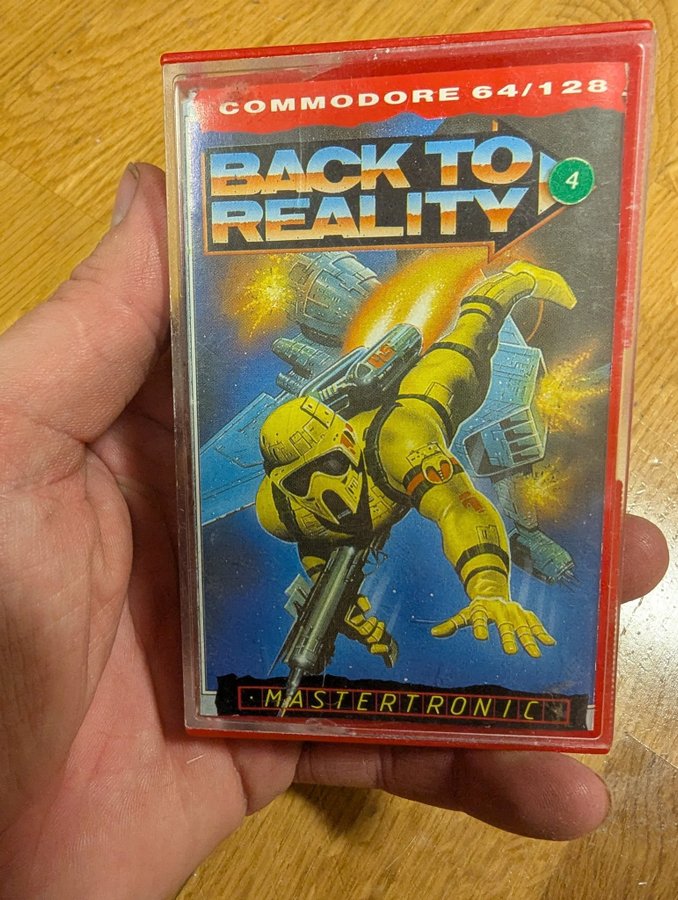 COMMODORE 64/128
BACK TO
REALITY
4
MASTERTRONIC